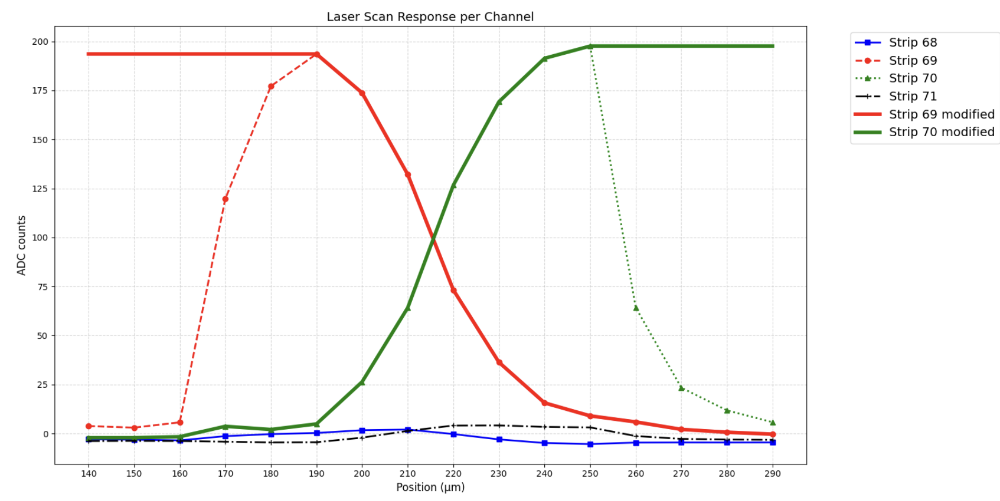 Laser Scan Response per Channel
200
175
150
125
100
75
50
25
0
ADC counts
140 150 160 170 180 190 200 210 220 230 240 250 260 270 280 290
Position (μm)
Strip 68
Strip 69
Strip 70
Strip 71
Strip 69 modified
Strip 70 modified